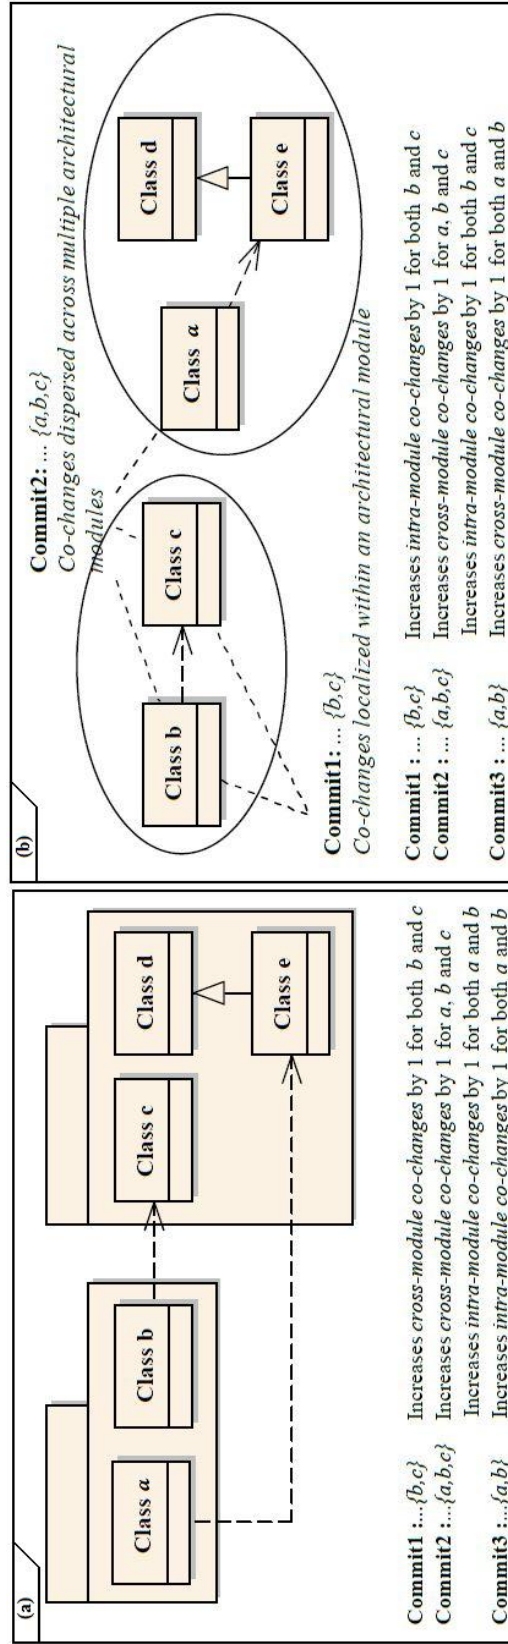 (a)
Class a
Class b
Class c
Class d
Class e
Commit1 :...{b,c} Increases cross-module co-changes by 1 for both b and c
Commit2 :...{a,b,c} Increases cross-module co-changes by 1 for a, b and c
Increases intra-module co-changes by 1 for both a and b
Commit3 :...{a,b} Increases intra-module co-changes by 1 for both a and b
(b)
Commit2: ... {a,b,c}
Co-changes dispersed across multiple architectural
modules
Class b
Class c
Class a
Class d
Class e
Commit1: ... {b,c}
Co-changes localized within an architectural module
Commit1 : ... {b,c} Increases intra-module co-changes by 1 for both b and c
Commit2 : ... {a,b,c} Increases cross-module co-changes by 1 for a, b and c
Increases intra-module co-changes by 1 for both b and c
Commit3 : ... {a,b} Increases cross-module co-changes by 1 for both a and b